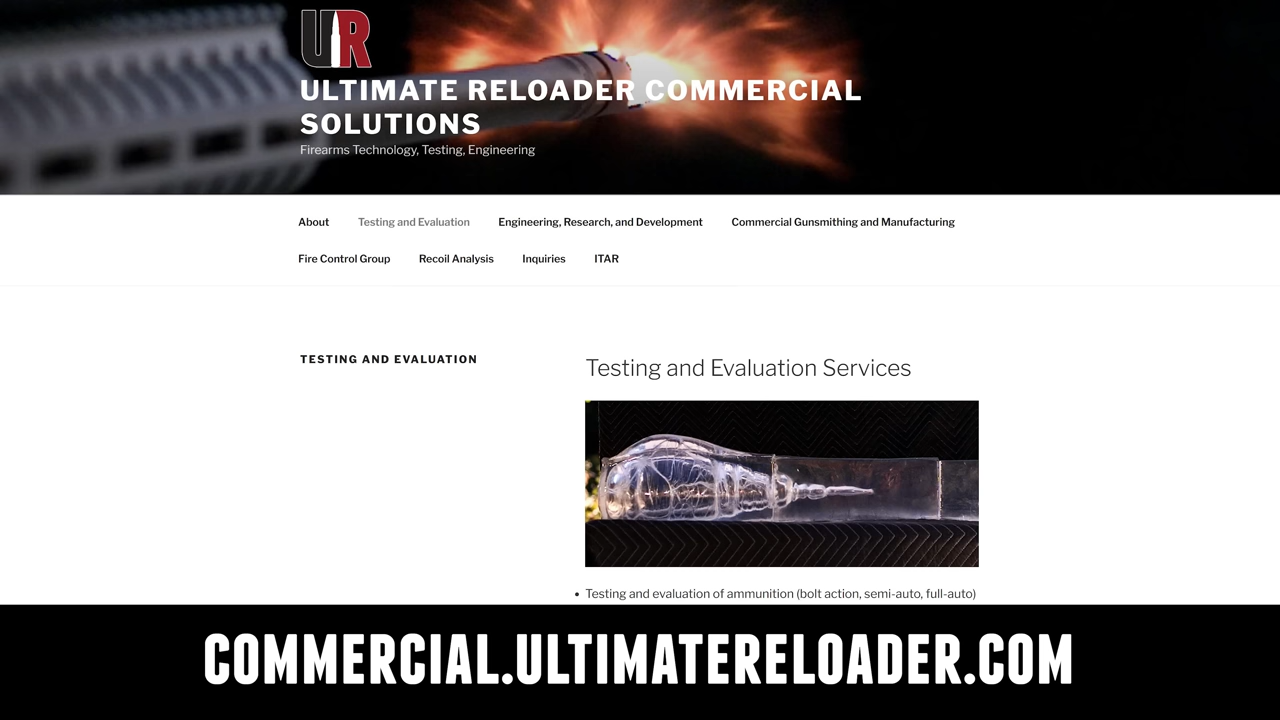 UR
ULTIMATE RELOADER COMMERCIAL
SOLUTIONS
Firearms Technology, Testing, Engineering
About Testing and Evaluation Engineering, Research, and Development Commercial Gunsmithing and Manufacturing
Fire Control Group Recoil Analysis Inquiries ITAR
TESTING AND EVALUATION
Testing and Evaluation Services
• Testing and evaluation of ammunition (bolt action, semi-auto, full-auto)
COMMERCIAL.ULTIMATERELOADER.COM